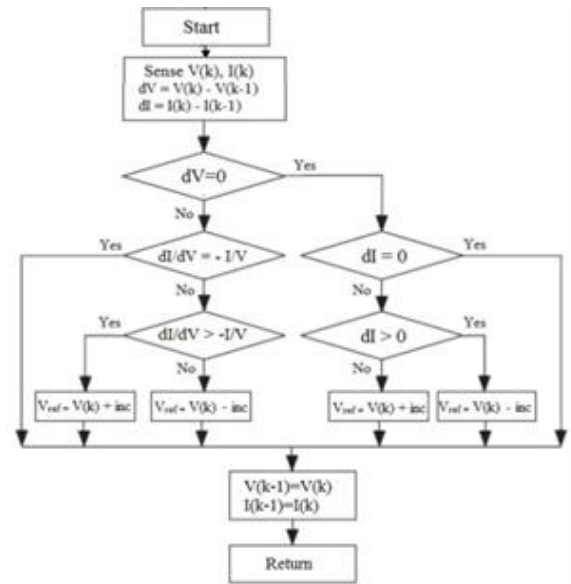 Start
Sense V(k), I(k)
dV = V(k) - V(k-1)
dI = I(k) - I(k-1)
dV=0
Yes
No
Yes
dI/dV = - I/V
dI = 0
Yes
No
No
Yes
dI/dV > -I/V
dI > 0
Yes
No
No
Vref = V(k) + inc
Vref = V(k) - inc
Vref = V(k) + inc
Vref = V(k) - inc
V(k-1)=V(k)
I(k-1)=I(k)
Return